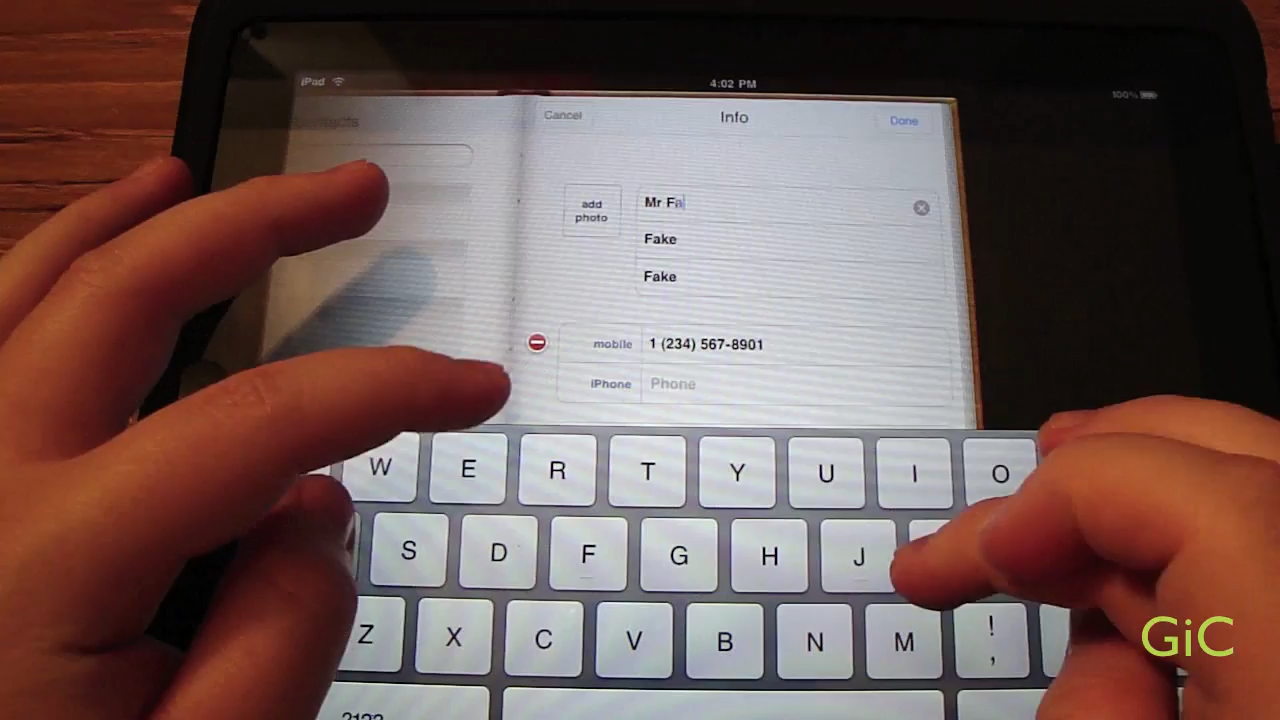 iPad 4:02 PM 100%
Cancel Info Done
add photo
Mr Fa
Fake
Fake
mobile 1 (234) 567-8901
iPhone Phone
W E R T Y U I O
S D F G H J
Z X C V B N M ! ,
GiC